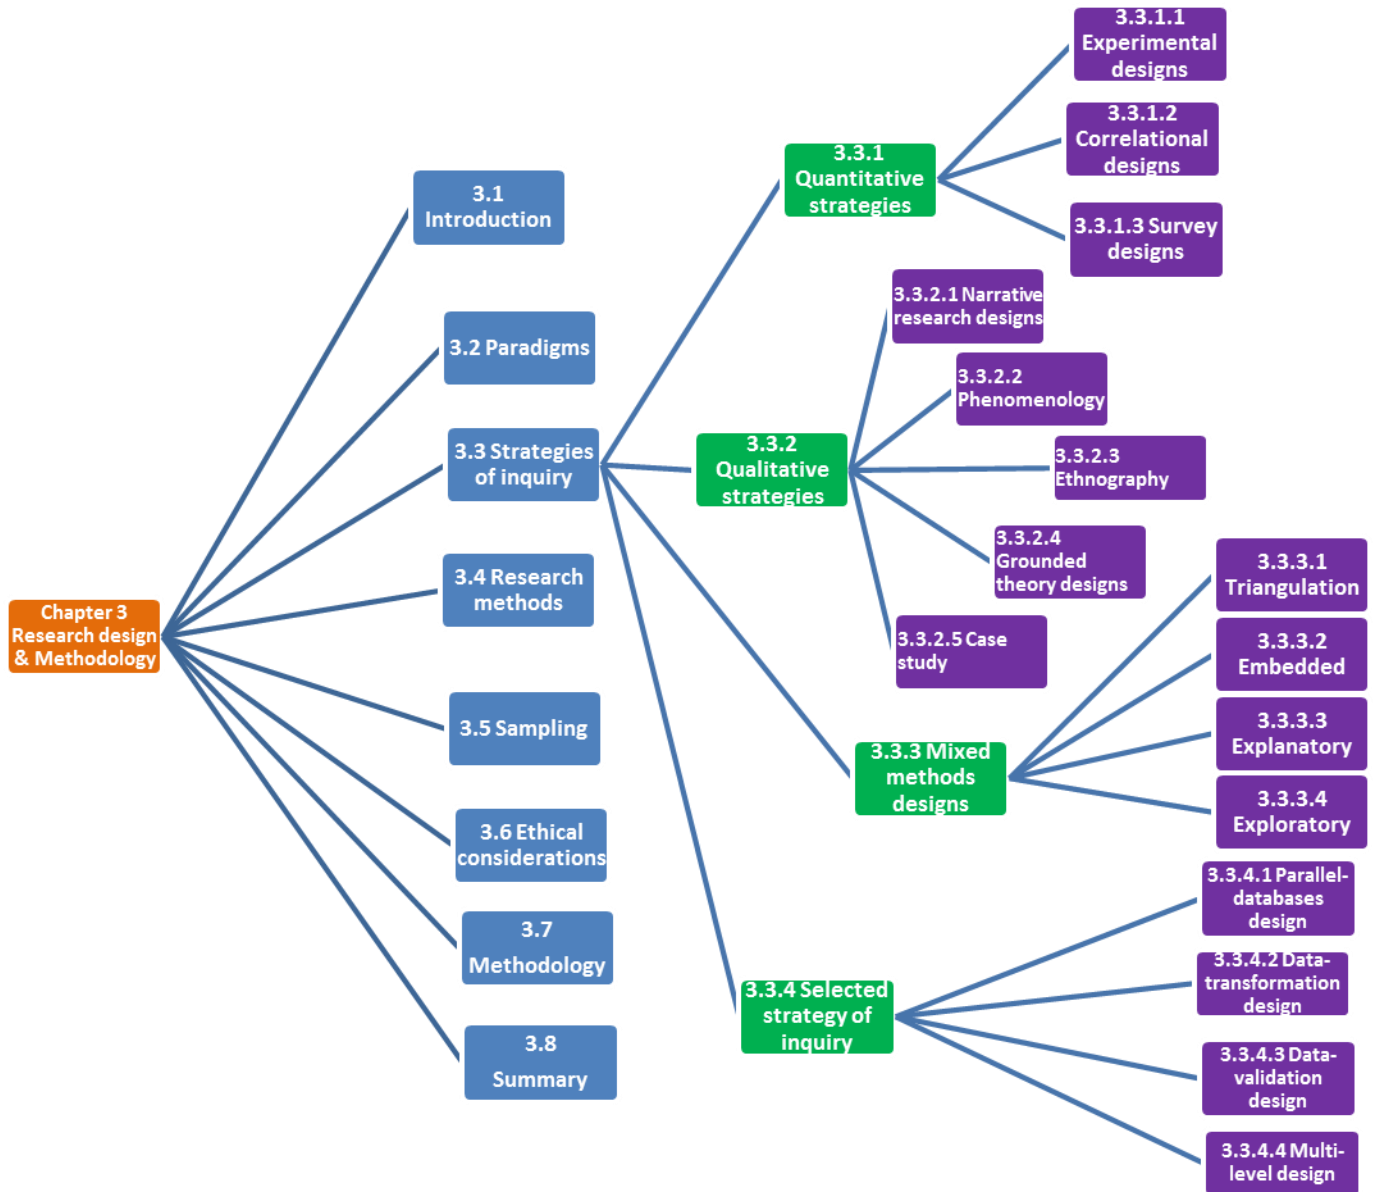 Chapter 3
Research design
& Methodology
3.1
Introduction
3.2 Paradigms
3.3 Strategies
of inquiry
3.4 Research
methods
3.5 Sampling
3.6 Ethical
considerations
3.7
Methodology
3.8
Summary
3.3.1
Quantitative
strategies
3.3.2
Qualitative
strategies
3.3.3 Mixed
methods
designs
3.3.4 Selected
strategy of
inquiry
3.3.1.1
Experimental
designs
3.3.1.2
Correlational
designs
3.3.1.3 Survey
designs
3.3.2.1 Narrative
research designs
3.3.2.2
Phenomenology
3.3.2.3
Ethnography
3.3.2.4
Grounded
theory designs
3.3.2.5 Case
study
3.3.3.1
Triangulation
3.3.3.2
Embedded
3.3.3.3
Explanatory
3.3.3.4
Exploratory
3.3.4.1 Parallel-
databases
design
3.3.4.2 Data-
transformation
design
3.3.4.3 Data-
validation
design
3.3.4.4 Multi-
level design